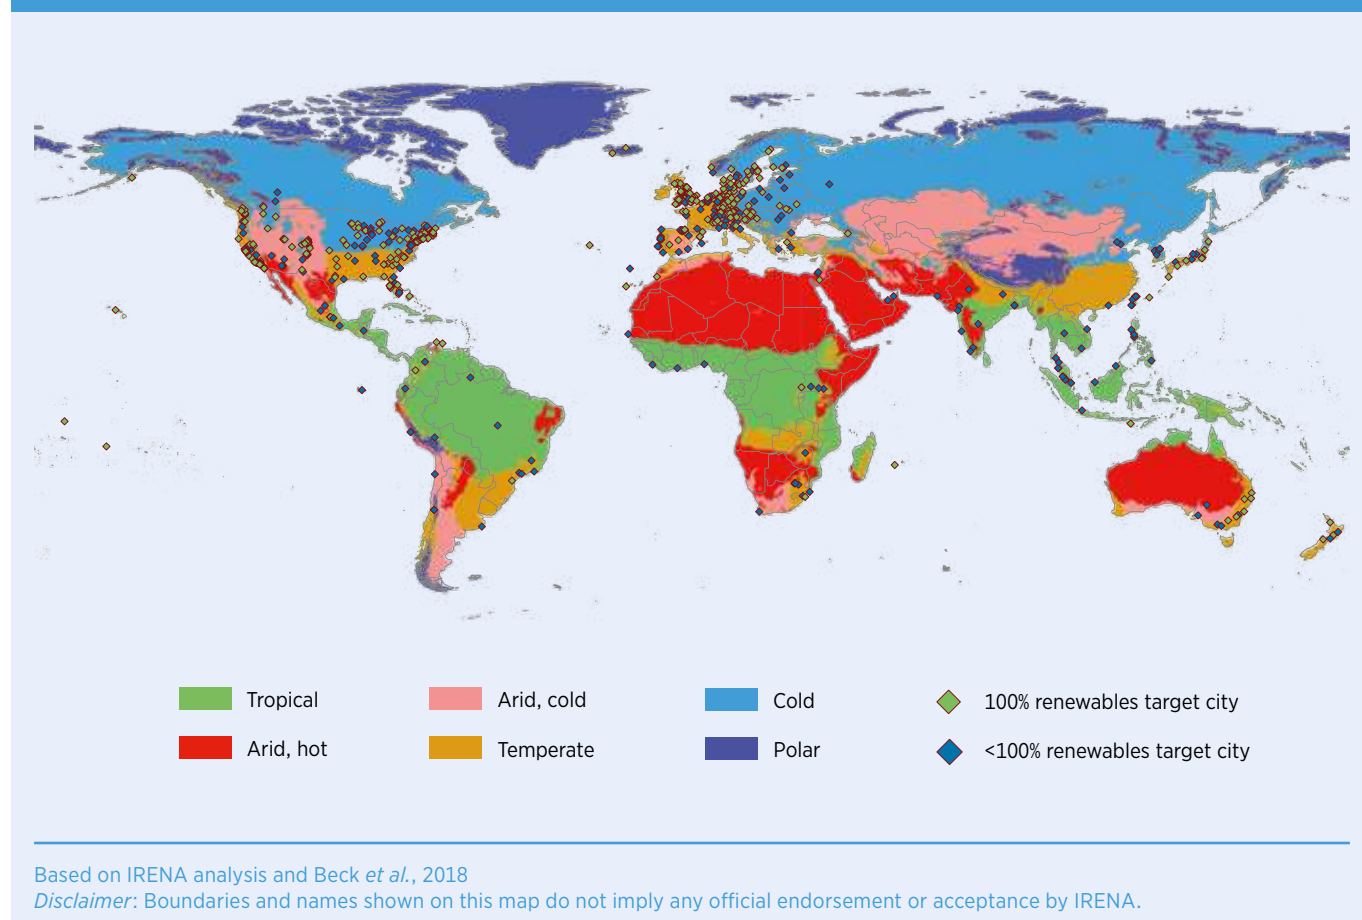 Tropical
Arid, cold
Cold
100% renewables target city
Arid, hot
Temperate
Polar
<100% renewables target city
Based on IRENA analysis and Beck et al., 2018
Disclaimer: Boundaries and names shown on this map do not imply any official endorsement or acceptance by IRENA.